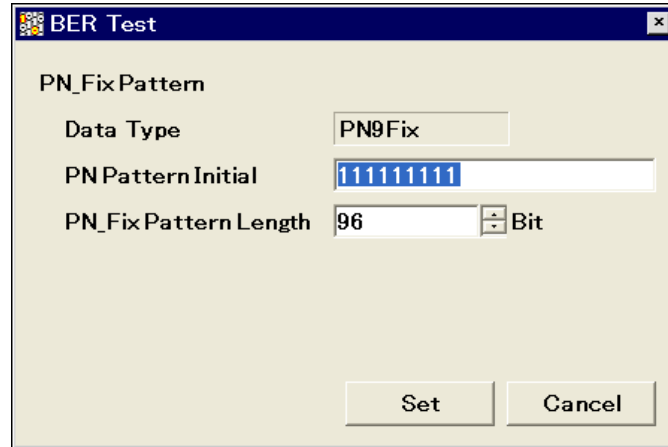 BER Test
PN_Fix Pattern
Data Type PN9Fix
PN Pattern Initial 111111111
PN_Fix Pattern Length 96 Bit
Set Cancel